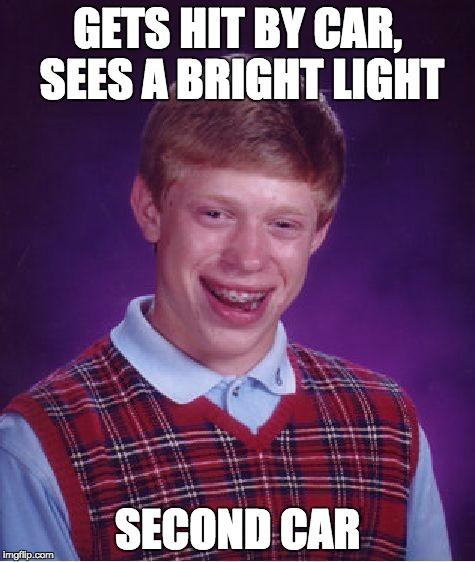 GETS HIT BY CAR,
SEES A BRIGHT LIGHT
SECOND CAR
imgflip.com